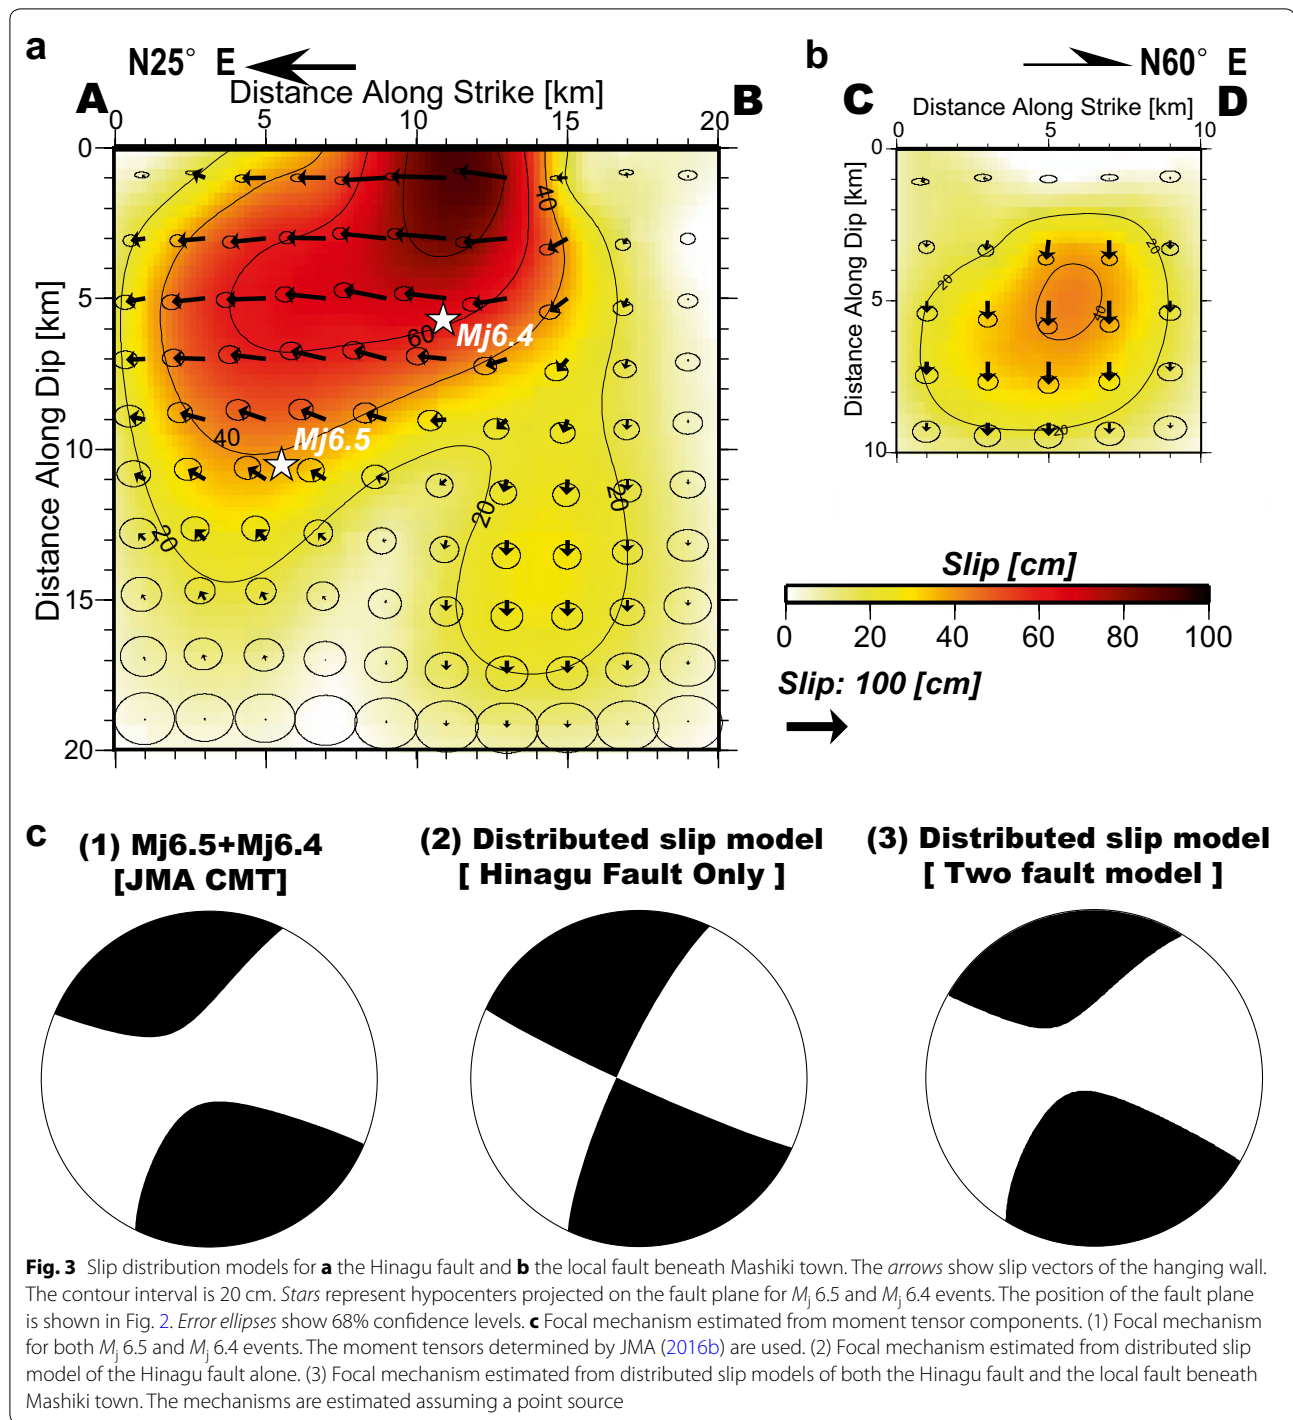 a
N25° E
Distance Along Strike [km]
A
B
0 5 10 15 20
Distance Along Dip [km]
0
5
10
15
20
40
60
40
20
20
20
Mj6.4
Mj6.5
b
N60° E
C
Distance Along Strike [km]
D
0 5 10
Distance Along Dip [km]
0
5
10
20
20
40
20
Slip [cm]
0 20 40 60 80 100
Slip: 100 [cm]
c
(1) Mj6.5+Mj6.4
[JMA CMT]
(2) Distributed slip model
[ Hinagu Fault Only ]
(3) Distributed slip model
[ Two fault model ]
Fig. 3 Slip distribution models for a the Hinagu fault and b the local fault beneath Mashiki town. The arrows show slip vectors of the hanging wall.
The contour interval is 20 cm. Stars represent hypocenters projected on the fault plane for Mj 6.5 and Mj 6.4 events. The position of the fault plane
is shown in Fig. 2. Error ellipses show 68% confidence levels. c Focal mechanism estimated from moment tensor components. (1) Focal mechanism
for both Mj 6.5 and Mj 6.4 events. The moment tensors determined by JMA (2016b) are used. (2) Focal mechanism estimated from distributed slip
model of the Hinagu fault alone. (3) Focal mechanism estimated from distributed slip models of both the Hinagu fault and the local fault beneath
Mashiki town. The mechanisms are estimated assuming a point source